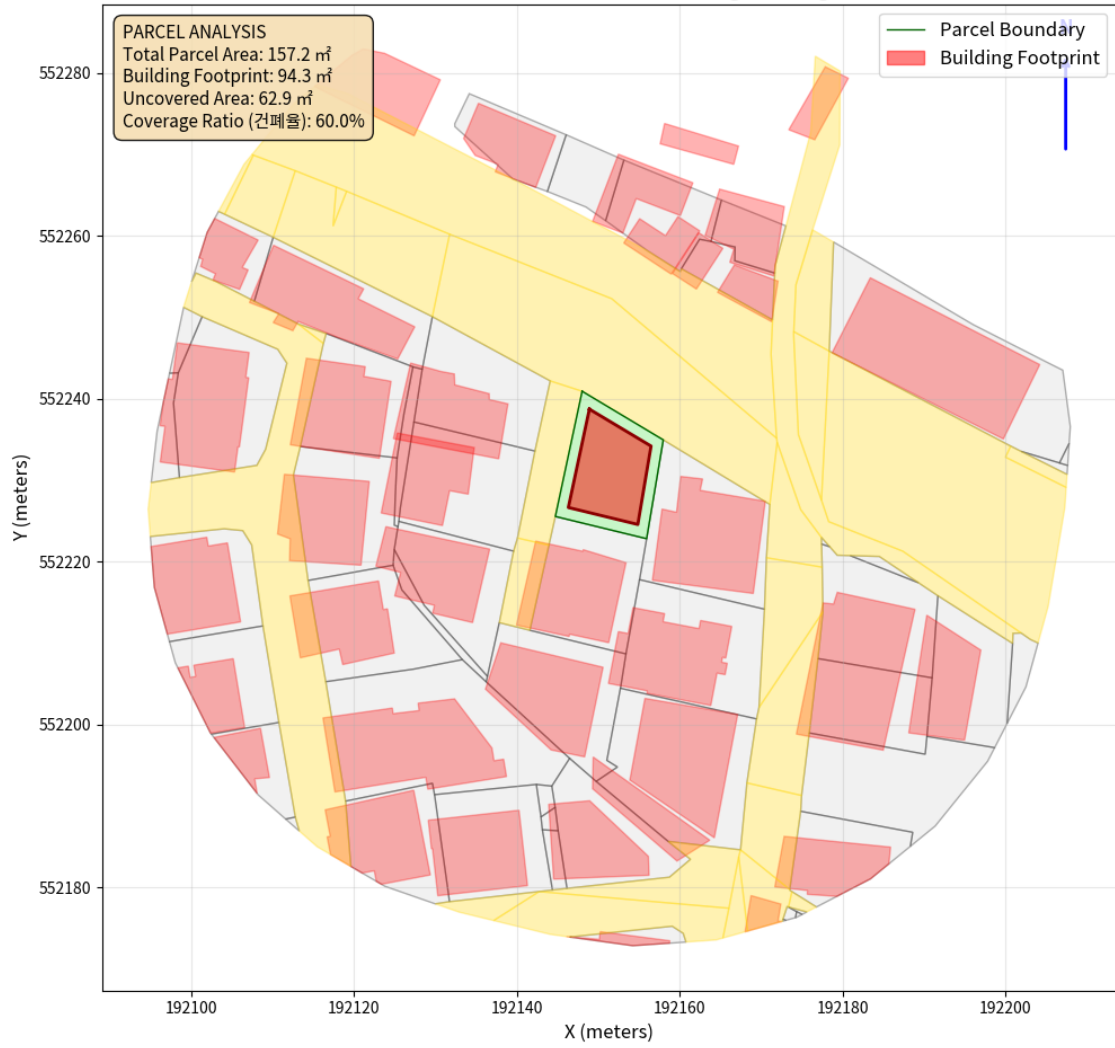 PARCEL ANALYSIS
Total Parcel Area: 157.2 ㎡
Building Footprint: 94.3 ㎡
Uncovered Area: 62.9 ㎡
Coverage Ratio (건폐율): 60.0%
Parcel Boundary
Building Footprint
N
552280
552260
552240
552220
552200
552180
Y (meters)
192100
192120
192140
192160
192180
192200
X (meters)